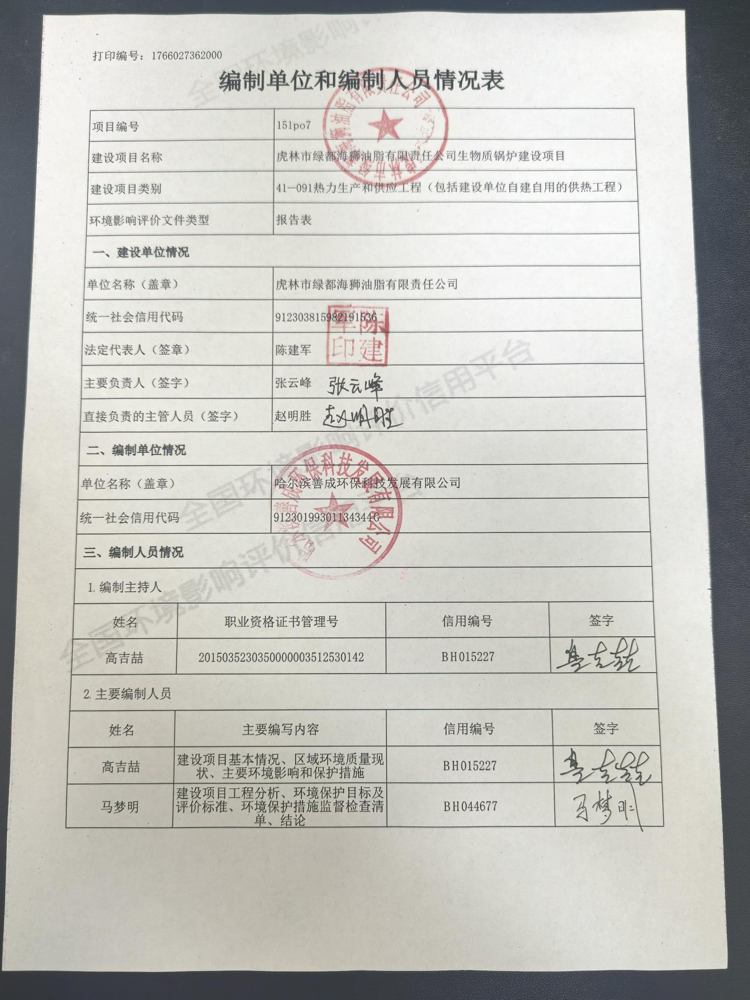 打印编号：1766027362000
编制单位和编制人员情况表
项目编号 151po7
建设项目名称 虎林市绿都海狮油脂有限责任公司生物质锅炉建设项目
建设项目类别 41—091热力生产和供应工程（包括建设单位自建自用的供热工程）
环境影响评价文件类型 报告表
一、建设单位情况
单位名称（盖章） 虎林市绿都海狮油脂有限责任公司
统一社会信用代码 912303815982191536
法定代表人（签章） 陈建军 陈建军印
主要负责人（签字） 张云峰 张云峰
直接负责的主管人员（签字） 赵明胜 赵明胜
二、编制单位情况
单位名称（盖章） 哈尔滨善成环保科技发展有限公司
统一社会信用代码 91230199301134344G
三、编制人员情况
1. 编制主持人
姓名 职业资格证书管理号 信用编号 签字
高吉喆 2015035230350000003512530142 BH015227 高吉喆
2. 主要编制人员
姓名 主要编写内容 信用编号 签字
高吉喆 建设项目基本情况、区域环境质量现
状、主要环境影响和保护措施 BH015227 高吉喆
马梦明 建设项目工程分析、环境保护目标及
评价标准、环境保护措施监督检查清
单、结论 BH044677 马梦明
全国环境影响评价信用平台